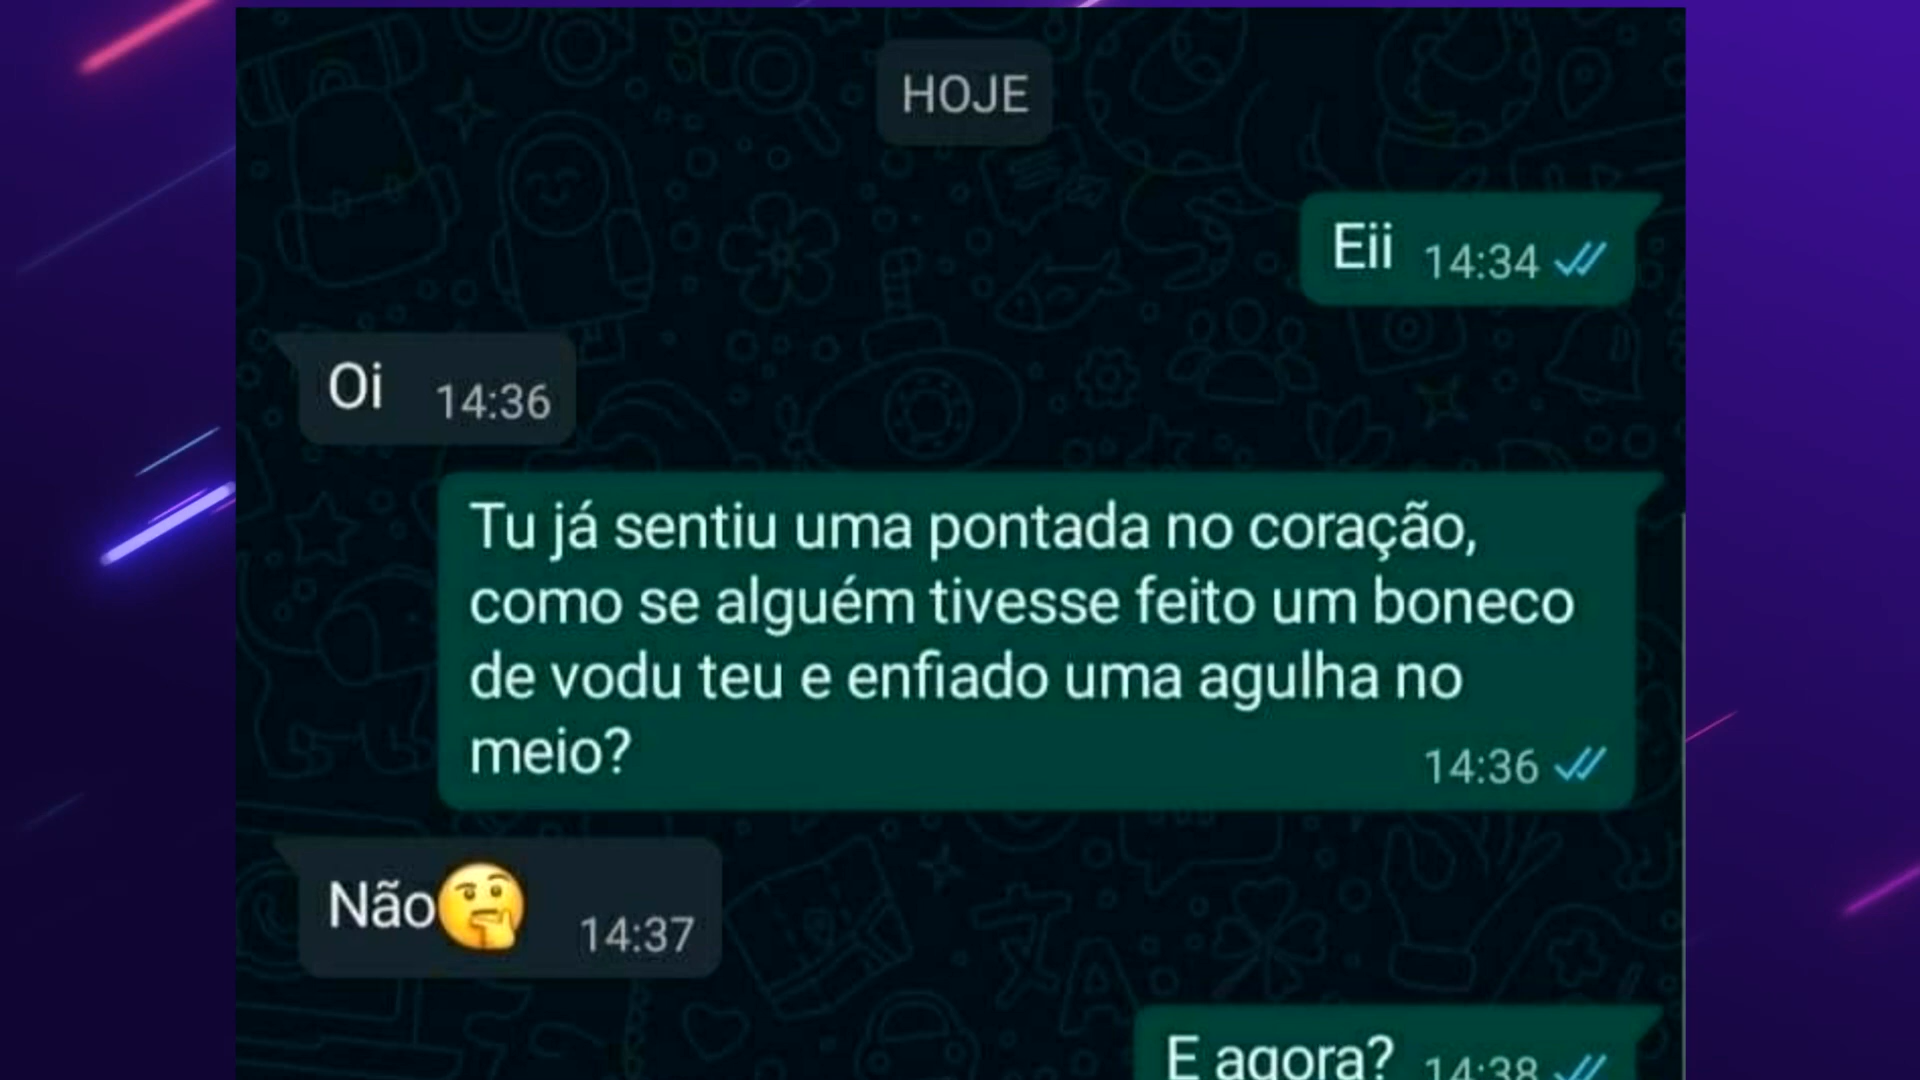 HOJE
Eii 14:34
Oi 14:36
Tu já sentiu uma pontada no coração,
como se alguém tivesse feito um boneco
de vodu teu e enfiado uma agulha no
meio? 14:36
Não🤔 14:37
E agora? 14:38